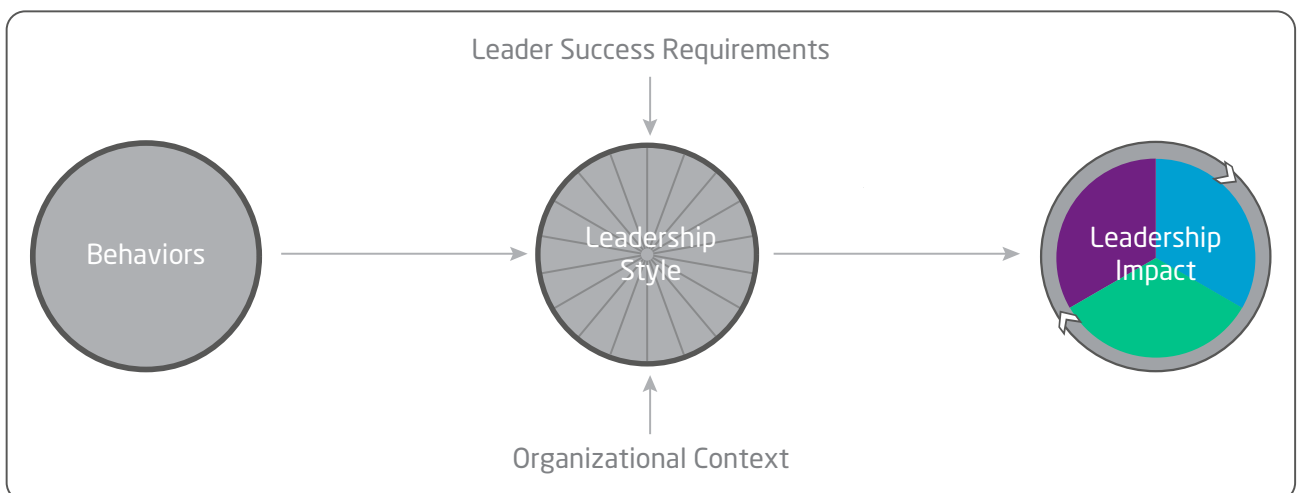 Leader Success Requirements
Behaviors
Leadership
Style
Leadership
Impact
Organizational Context